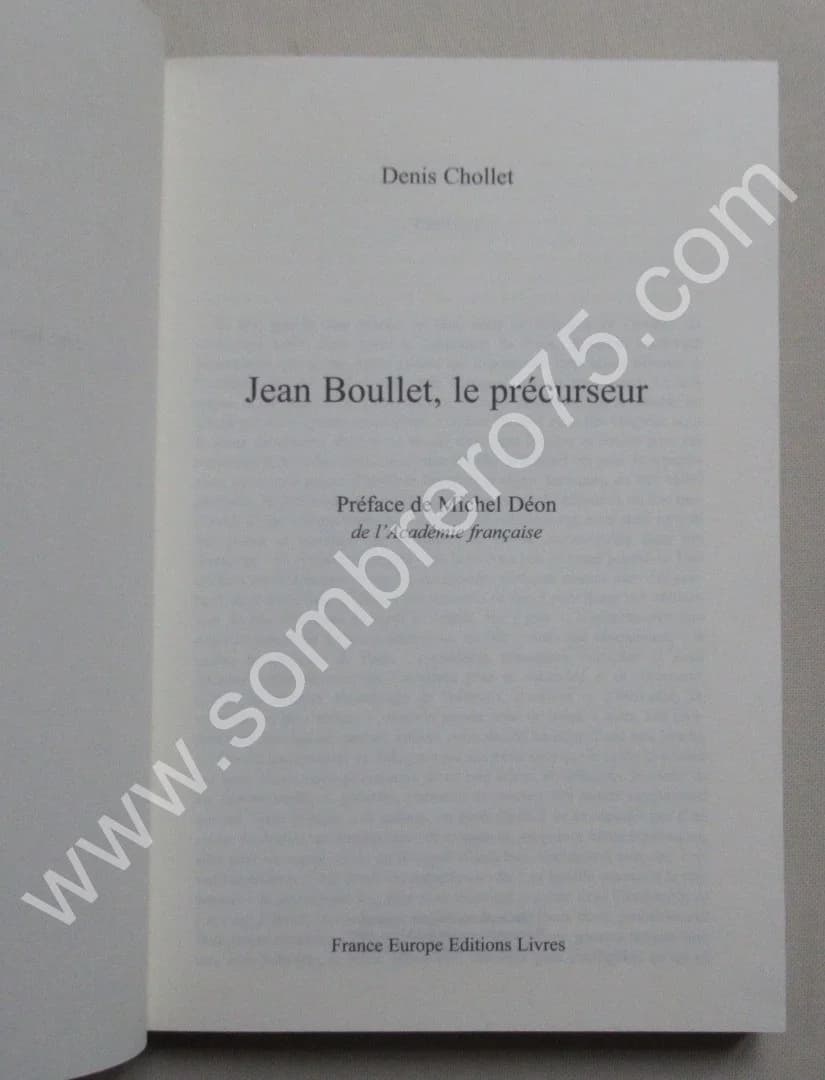 Denis Chollet
Jean Boullet, le précurseur
Préface de Michel Déon
de l'Académie française
France Europe Editions Livres
www.sombrero75.com